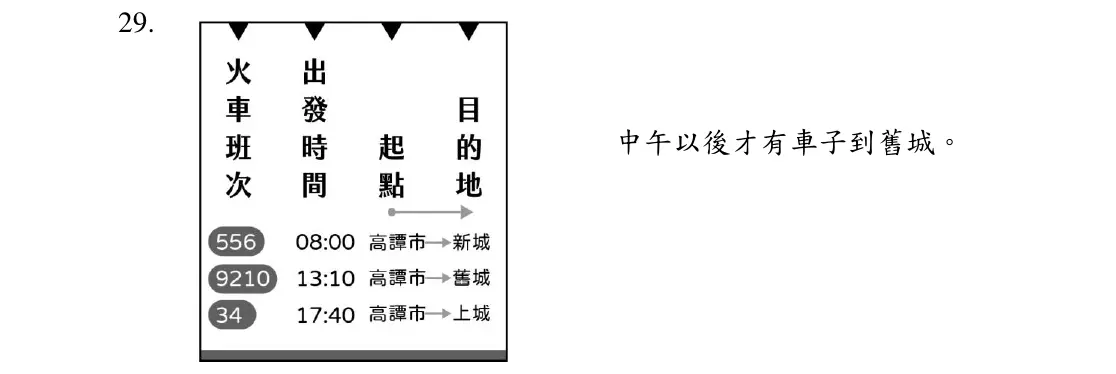 29.
火車班次
出發時間
起點
目的地
556 08:00 高譚市→新城
9210 13:10 高譚市→舊城
34 17:40 高譚市→上城
中午以後才有車子到舊城。